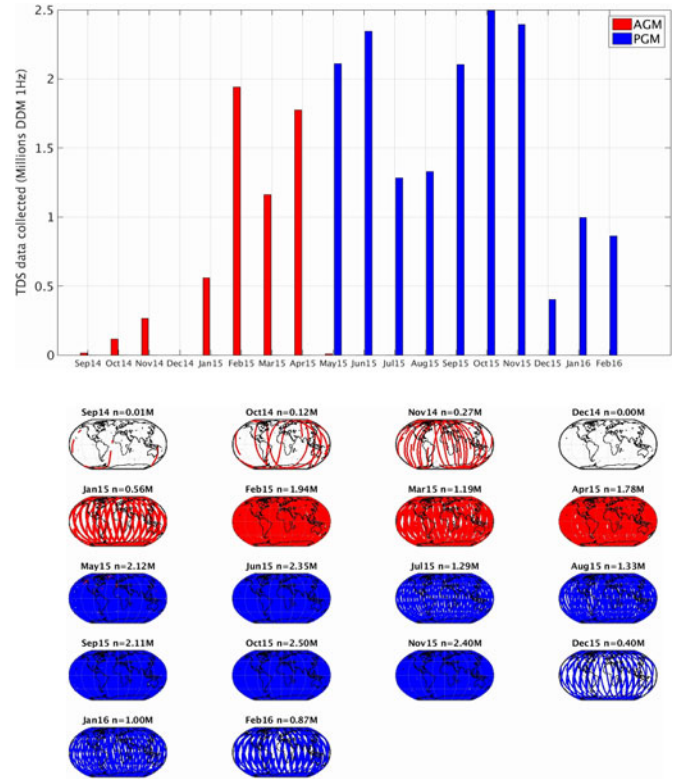 2.5
AGM
PGM
2
1.5
1
0.5
0
TDS data collected (Millions DDM 1Hz)
Sep14 Oct14 Nov14 Dec14 Jan15 Feb15 Mar15 Apr15 May15 Jun15 Jul15 Aug15 Sep15 Oct15 Nov15 Dec15 Jan16 Feb16
Sep14 n=0.01M Oct14 n=0.12M Nov14 n=0.27M Dec14 n=0.00M
Jan15 n=0.56M Feb15 n=1.94M Mar15 n=1.19M Apr15 n=1.78M
May15 n=2.12M Jun15 n=2.35M Jul15 n=1.29M Aug15 n=1.33M
Sep15 n=2.11M Oct15 n=2.50M Nov15 n=2.40M Dec15 n=0.40M
Jan16 n=1.00M Feb16 n=0.87M